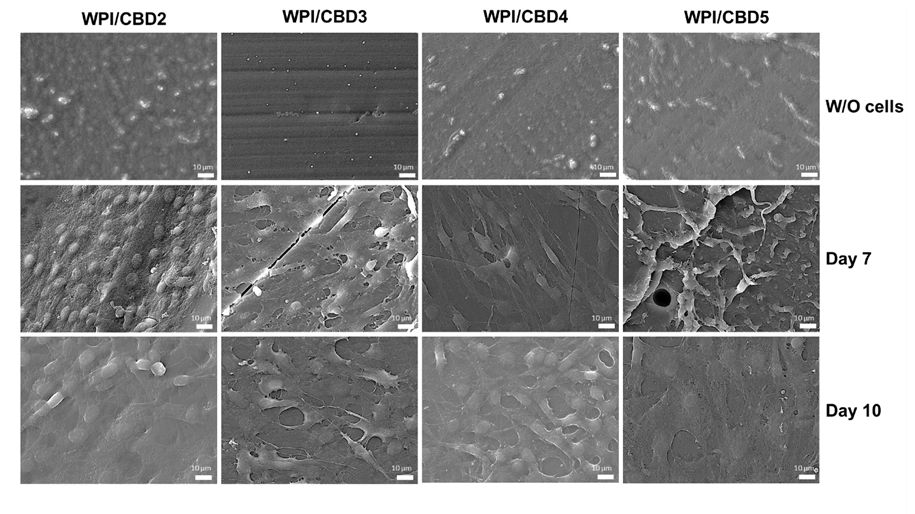 WPI/CBD2 WPI/CBD3 WPI/CBD4 WPI/CBD5
10 µm 10 µm 10 µm 10 µm W/O cells
10 µm 10 µm 10 µm 10 µm Day 7
10 µm 10 µm 10 µm 10 µm Day 10